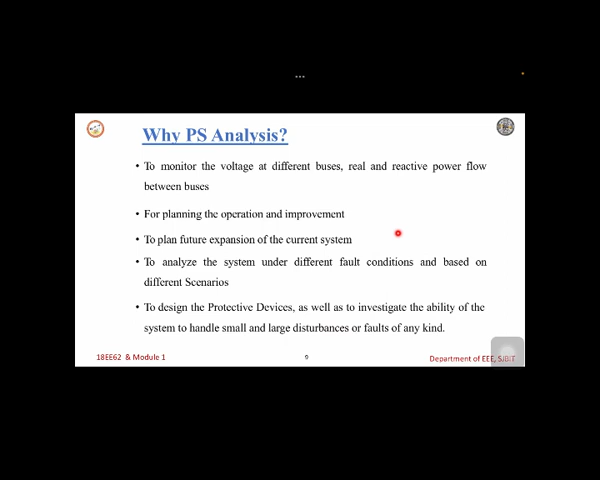 Why PS Analysis?
• To monitor the voltage at different buses, real and reactive power flow
between buses
• For planning the operation and improvement
• To plan future expansion of the current system
• To analyze the system under different fault conditions and based on
different Scenarios
• To design the Protective Devices, as well as to investigate the ability of the
system to handle small and large disturbances or faults of any kind.
18EE62 & Module 1
9
Department of EEE, SJBIT